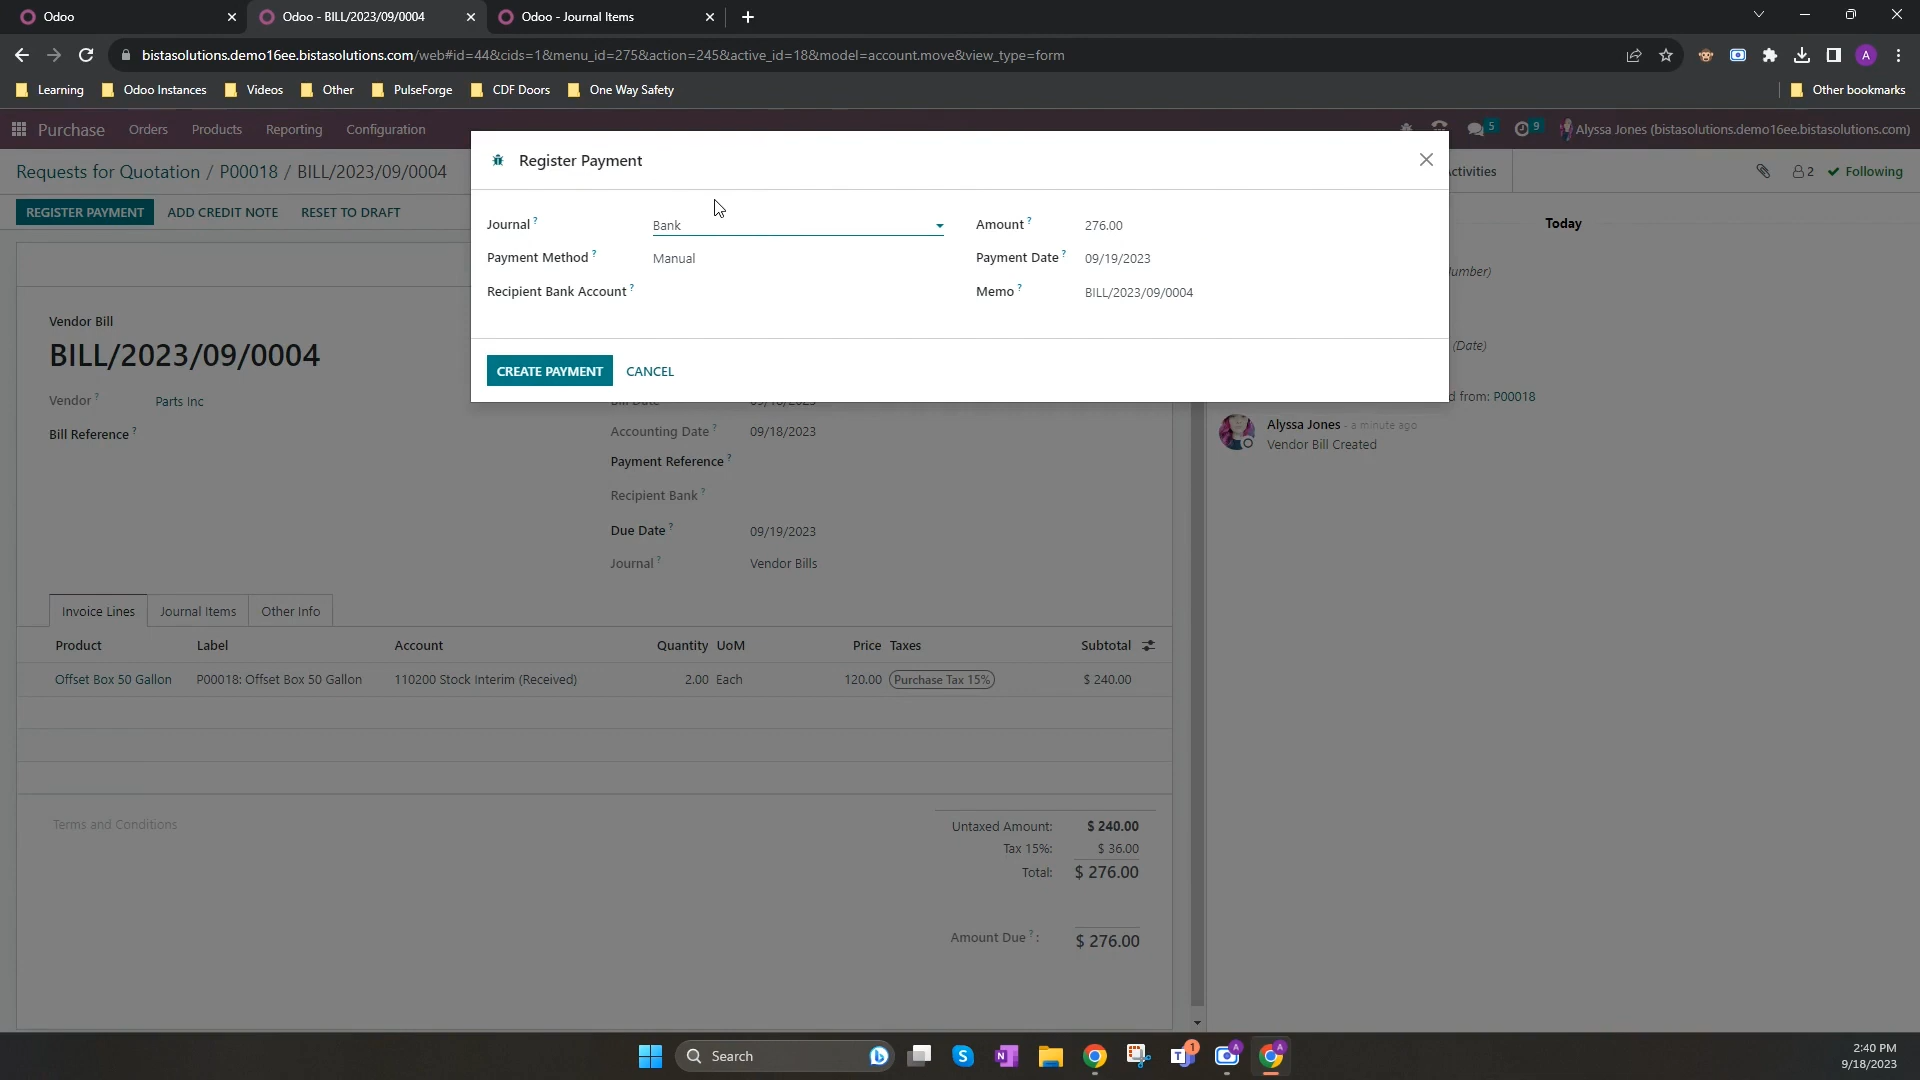 Odoo
Odoo - BILL/2023/09/0004
Odoo - Journal Items
bistasolutions.demo16ee.bistasolutions.com/web#id=44&cids=1&menu_id=275&action=245&active_id=18&model=account.move&view_type=form
A
Learning
Odoo Instances
Videos
Other
PulseForge
CDF Doors
One Way Safety
Other bookmarks
Purchase
Orders
Products
Reporting
Configuration
5
9
Alyssa Jones (bistasolutions.demo16ee.bistasolutions.com)
Requests for Quotation / P00018 / BILL/2023/09/0004
ctivities
2
Following
REGISTER PAYMENT
ADD CREDIT NOTE
RESET TO DRAFT
Register Payment
Journal ?
Bank
Amount ?
276.00
Payment Method ?
Manual
Payment Date ?
09/19/2023
Recipient Bank Account ?
Memo ?
BILL/2023/09/0004
CREATE PAYMENT
CANCEL
Today
umber)
(Date)
d from: P00018
Alyssa Jones - a minute ago
Vendor Bill Created
Vendor Bill
BILL/2023/09/0004
Vendor ?
Parts Inc
Bill Reference ?
Accounting Date ?
09/18/2023
Payment Reference ?
Recipient Bank ?
Due Date ?
09/19/2023
Journal ?
Vendor Bills
Invoice Lines
Journal Items
Other Info
Product
Label
Account
Quantity
UoM
Price
Taxes
Subtotal
Offset Box 50 Gallon
P00018: Offset Box 50 Gallon
110200 Stock Interim (Received)
2.00
Each
120.00
Purchase Tax 15%
$ 240.00
Terms and Conditions
Untaxed Amount:
$ 240.00
Tax 15%:
$ 36.00
Total:
$ 276.00
Amount Due ? :
$ 276.00
Search
1
2:40 PM
9/18/2023